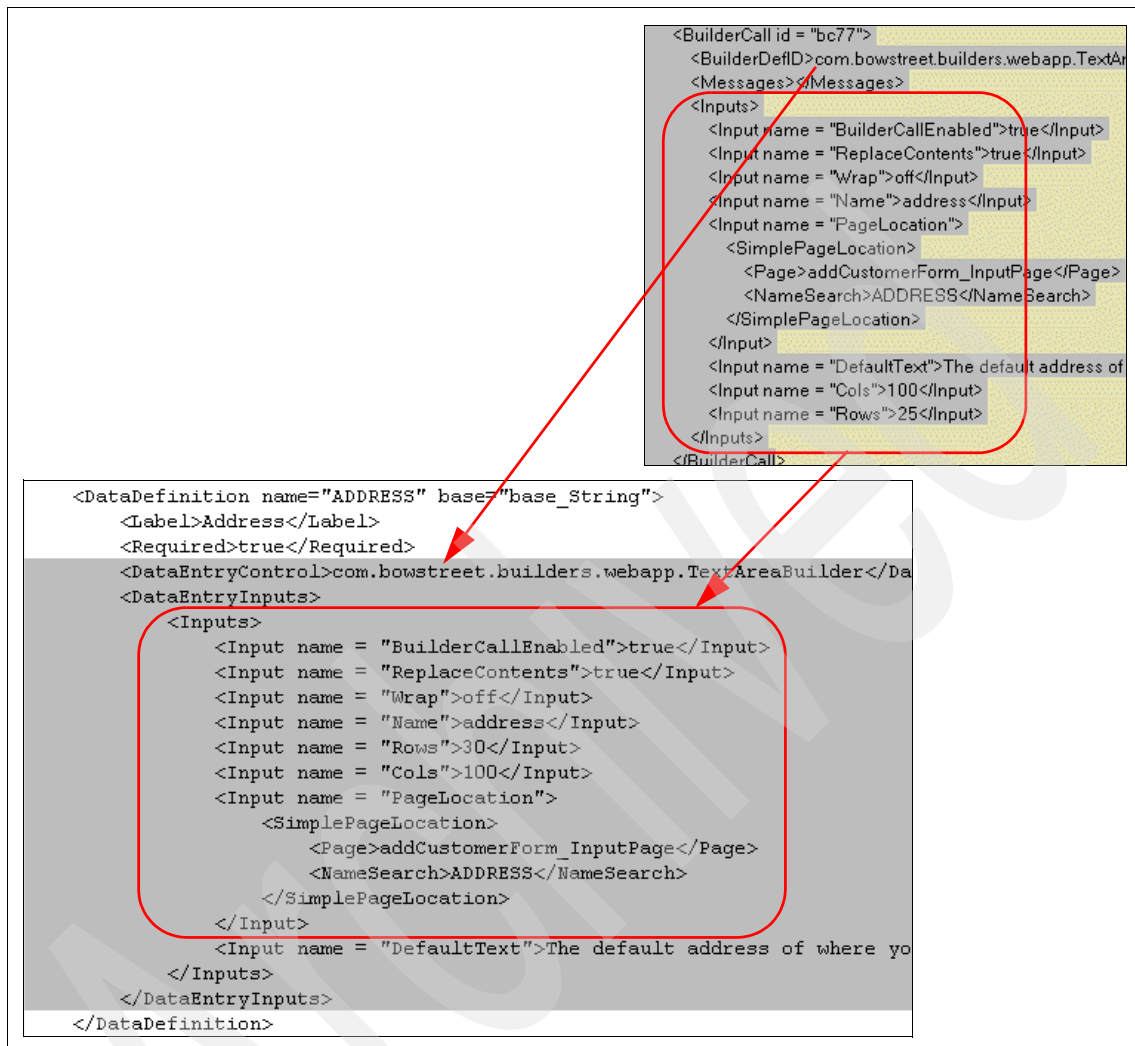 <BuilderCall id = "bc77">
<BuilderDefID>com.bowstreet.builders.webapp.TextAr
<Messages></Messages>
<Inputs>
<Input name = "BuilderCallEnabled">true</Input>
<Input name = "ReplaceContents">true</Input>
<Input name = "Wrap">off</Input>
<Input name = "Name">address</Input>
<Input name = "PageLocation">
<SimplePageLocation>
<Page>addCustomerForm_InputPage</Page>
<NameSearch>ADDRESS</NameSearch>
</SimplePageLocation>
</Input>
<Input name = "DefaultText">The default address of
<Input name = "Cols">100</Input>
<Input name = "Rows">25</Input>
</Inputs>
</BuilderCall>
<DataDefinition name="ADDRESS" base="base_String">
<Label>Address</Label>
<Required>true</Required>
<DataEntryControl>com.bowstreet.builders.webapp.TextAreaBuilder</Da
<DataEntryInputs>
<Inputs>
<Input name = "BuilderCallEnabled">true</Input>
<Input name = "ReplaceContents">true</Input>
<Input name = "Wrap">off</Input>
<Input name = "Name">address</Input>
<Input name = "Rows">30</Input>
<Input name = "Cols">100</Input>
<Input name = "PageLocation">
<SimplePageLocation>
<Page>addCustomerForm_InputPage</Page>
<NameSearch>ADDRESS</NameSearch>
</SimplePageLocation>
</Input>
<Input name = "DefaultText">The default address of where yo
</Inputs>
</DataEntryInputs>
</DataDefinition>